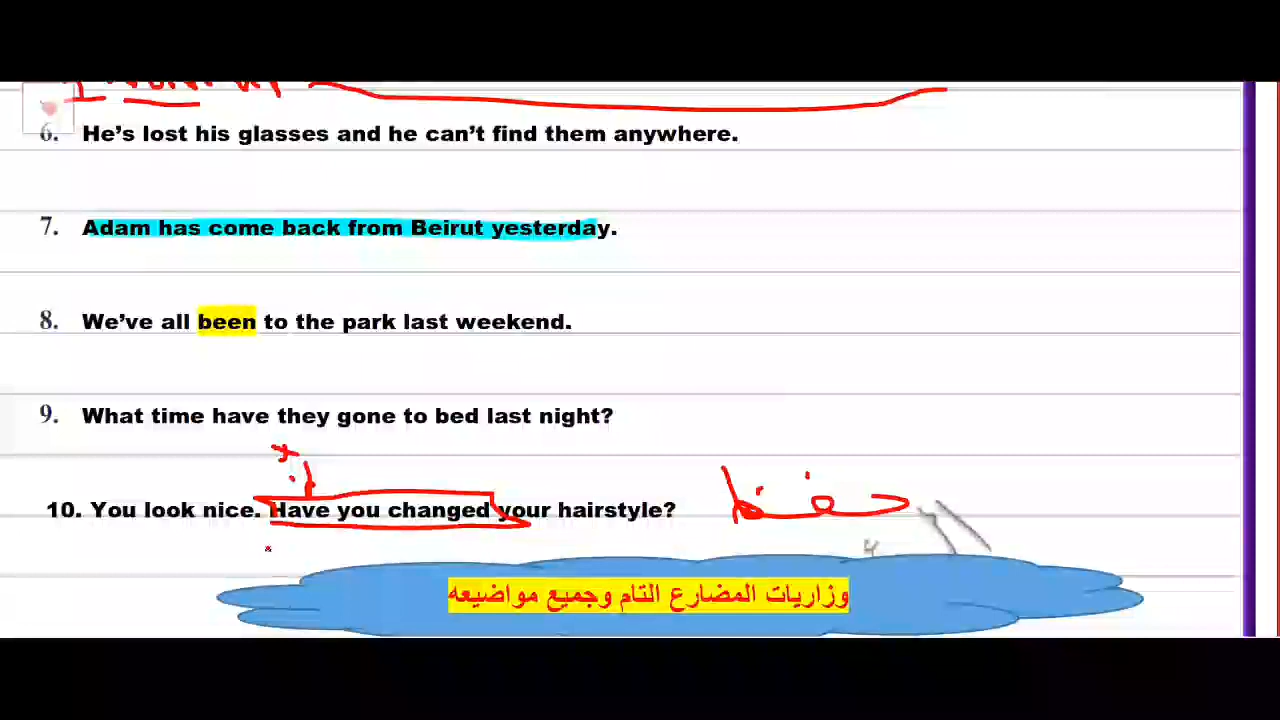 6. He's lost his glasses and he can't find them anywhere.
7. Adam has come back from Beirut yesterday.
8. We've all been to the park last weekend.
9. What time have they gone to bed last night?
10. You look nice. Have you changed your hairstyle?
حفظ
وزاريات المضارع التام وجميع مواضيعه